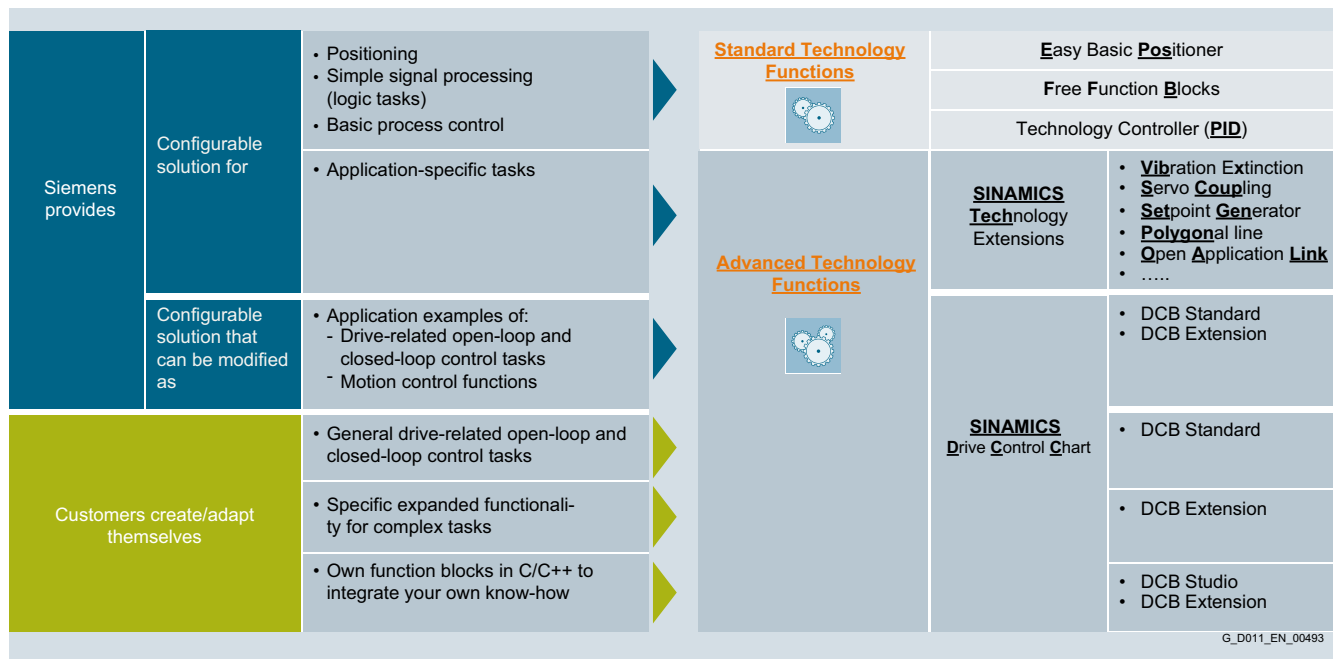 Siemens
provides
Configurable
solution for
• Positioning
• Simple signal processing
(logic tasks)
• Basic process control
• Application-specific tasks
Configurable
solution that
can be modified
as
• Application examples of:
- Drive-related open-loop and
closed-loop control tasks
- Motion control functions
Customers create/adapt
themselves
• General drive-related open-loop and
closed-loop control tasks
• Specific expanded functionali-
ty for complex tasks
• Own function blocks in C/C++ to
integrate your own know-how
Standard Technology
Functions
Easy Basic Positioner
Free Function Blocks
Technology Controller (PID)
Advanced Technology
Functions
SINAMICS
Technology
Extensions
• Vibration Extinction
• Servo Coupling
• Setpoint Generator
• Polygonal line
• Open Application Link
• …..
SINAMICS
Drive Control Chart
• DCB Standard
• DCB Extension
• DCB Standard
• DCB Extension
• DCB Studio
• DCB Extension
G_D011_EN_00493